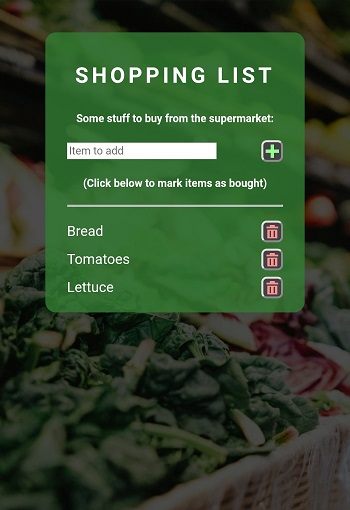 SHOPPING LIST
Some stuff to buy from the supermarket:
Item to add
(Click below to mark items as bought)
Bread
Tomatoes
Lettuce